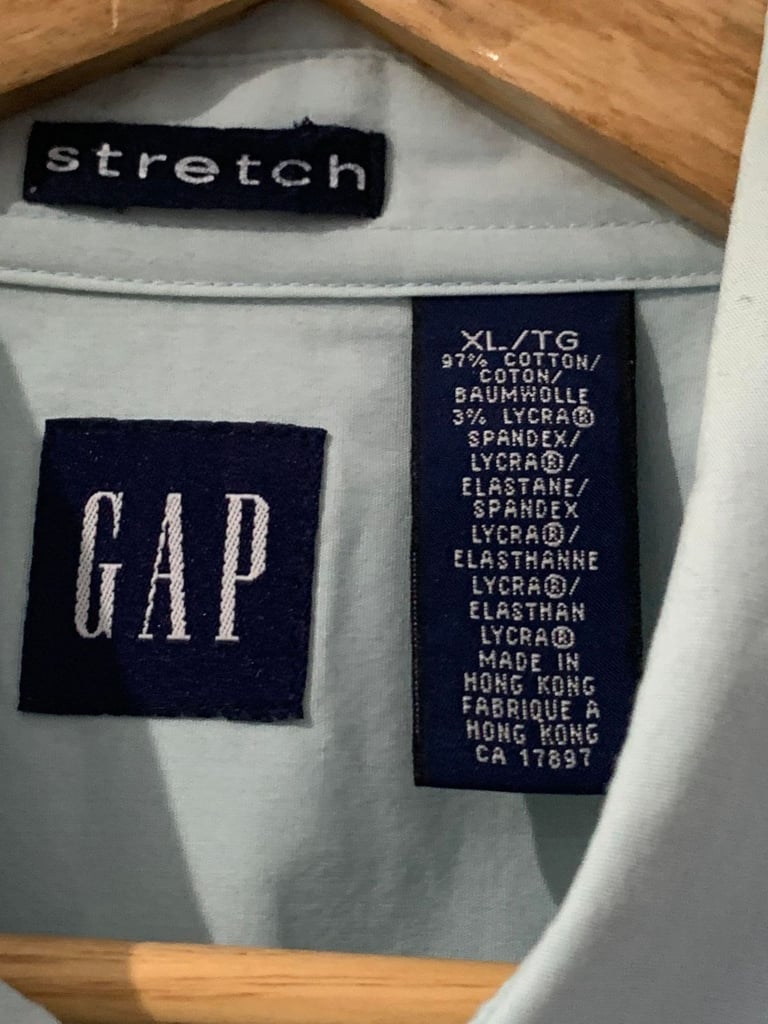 stretch
GAP
XL/TG
97% COTTON/
COTON/
BAUMWOLLE
3% LYCRA®
SPANDEX/
LYCRA®/
ELASTANE/
SPANDEX
LYCRA®/
ELASTHANNE
LYCRA®/
ELASTHAN
LYCRA®
MADE IN
HONG KONG
FABRIQUE A
HONG KONG
CA 17897